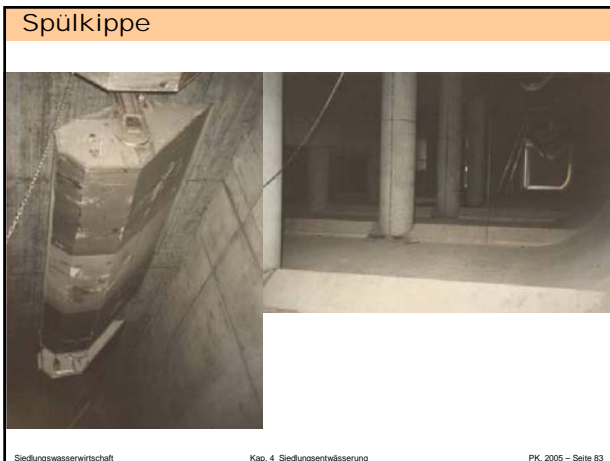 Spülkippe
Siedlungswasserwirtschaft Kap. 4 Siedlungsentwässerung PK, 2005 – Seite 83